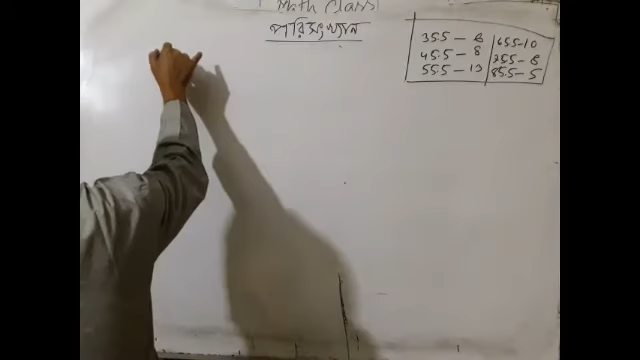 Math Class
পরিসংখ্যান
35.5 – 6 | 65.5 – 10
45.5 – 8 | 75.5 – 8
55.5 – 13 | 85.5 – 5